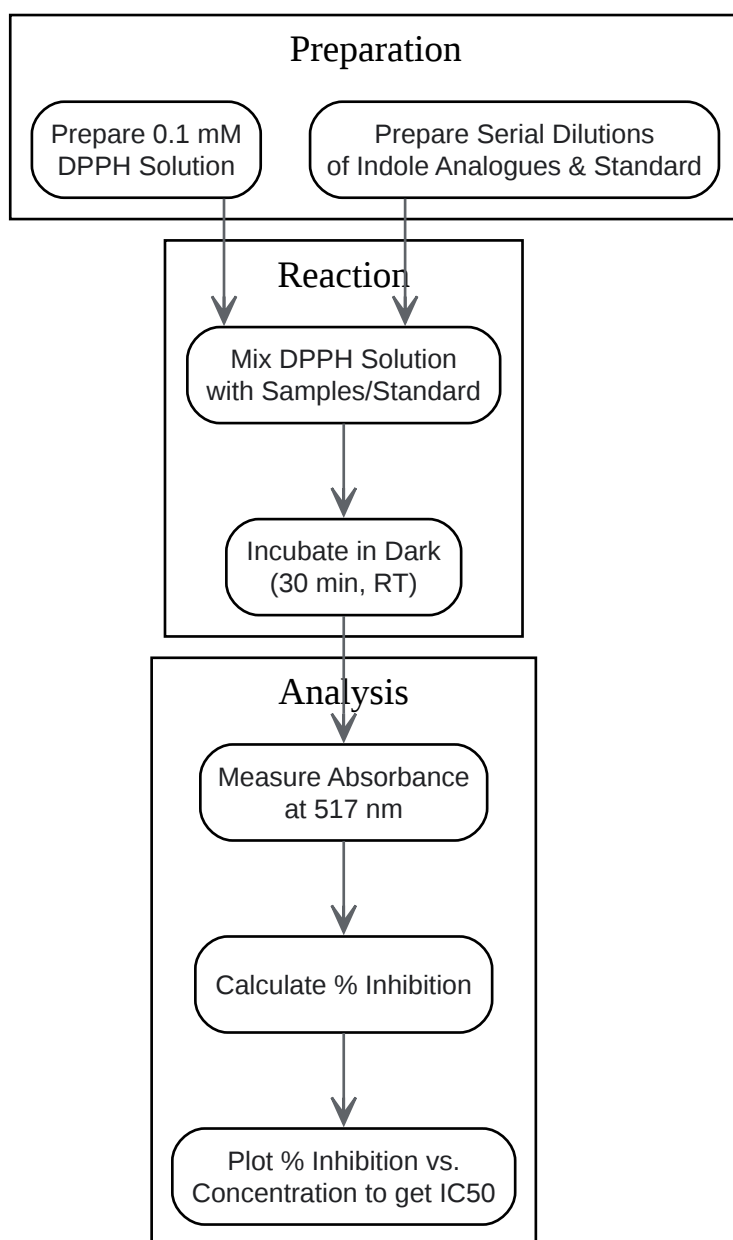 Preparation
Prepare 0.1 mM
DPPH Solution
Prepare Serial Dilutions
of Indole Analogues & Standard
Reaction
Mix DPPH Solution
with Samples/Standard
Incubate in Dark
(30 min, RT)
Analysis
Measure Absorbance
at 517 nm
Calculate % Inhibition
Plot % Inhibition vs.
Concentration to get IC50